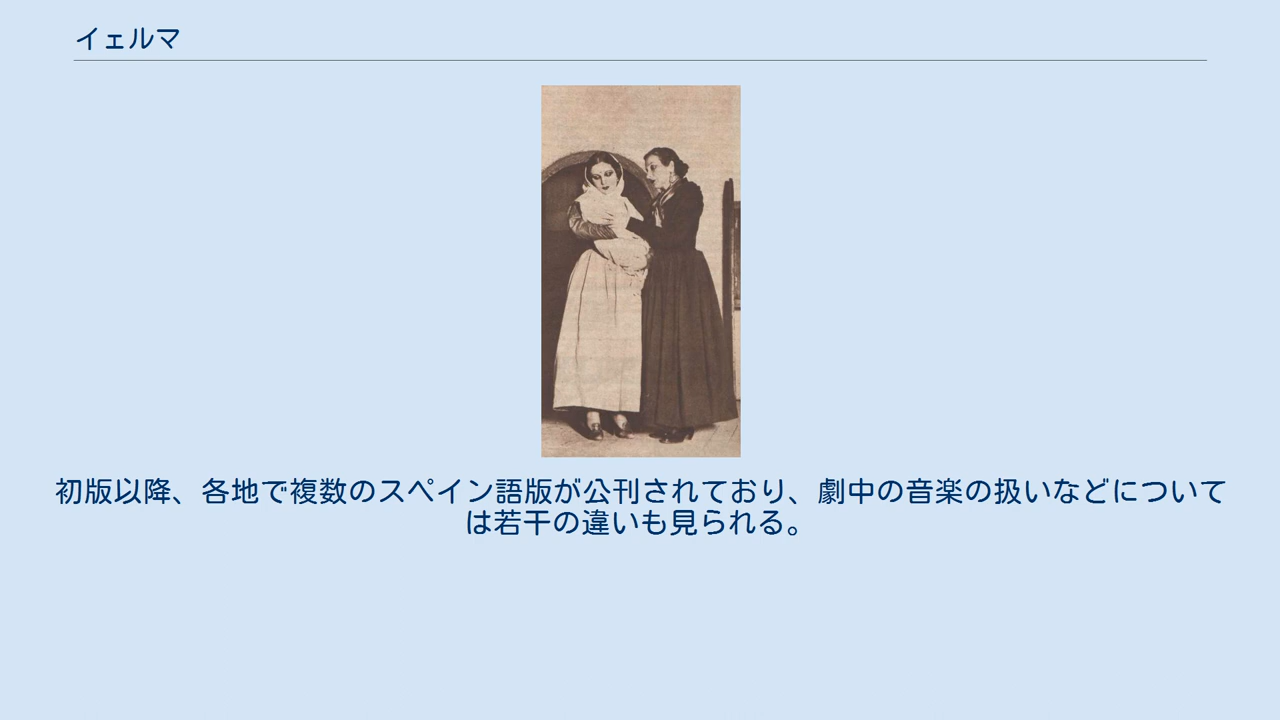 イェルマ
初版以降、各地で複数のスペイン語版が公刊されており、劇中の音楽の扱いなどについて
は若干の違いも見られる。